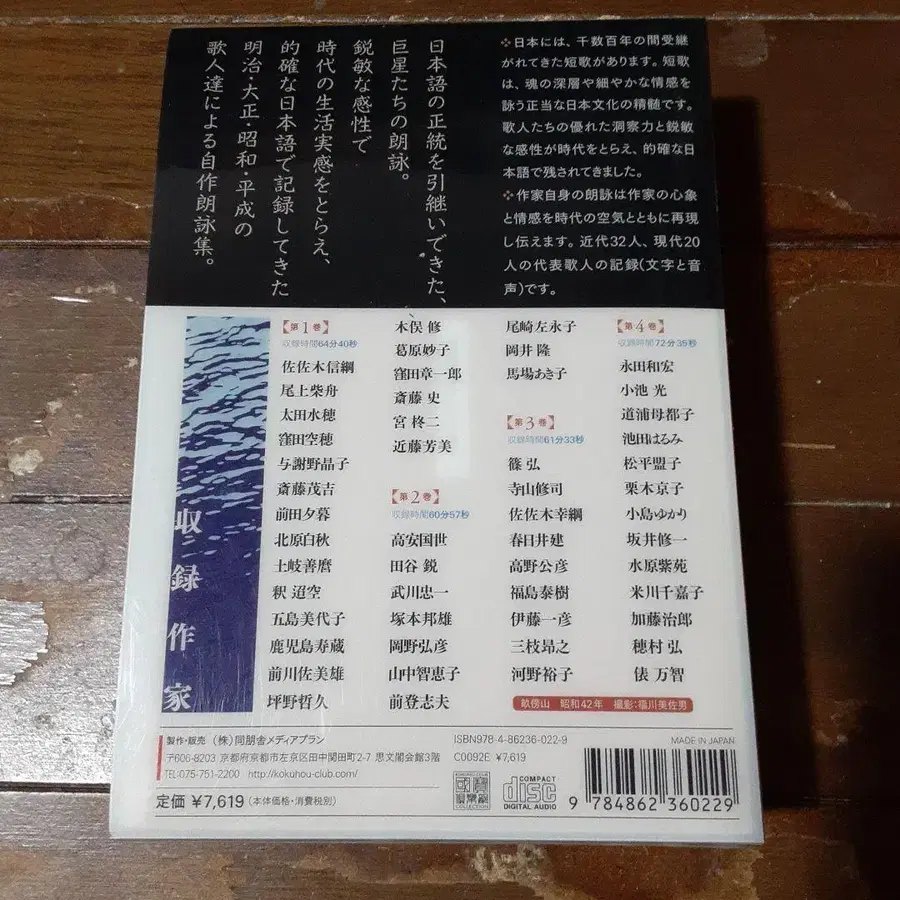 日本語の正統を引継いできた、
巨星たちの朗詠。
鋭敏な感性で
時代の生活実感をとらえ、
的確な日本語で記録してきた
明治・大正・昭和・平成の
歌人達による自作朗詠集。
❖日本には、千数百年の間受継
がれてきた短歌があります。短歌
は、魂の深層や細やかな情感を
詠う正当な日本文化の精髄です。
歌人たちの優れた洞察力と鋭敏
な感性が時代をとらえ、的確な日
本語で残されてきました。
❖作家自身の朗詠は作家の心象
と情感を時代の空気とともに再現
し伝えます。近代32人、現代20
人の代表歌人の記録(文字と音
声)です。
収録作家
【第1巻】
収録時間64分40秒
佐佐木信綱
尾上柴舟
太田水穂
窪田空穂
与謝野晶子
斎藤茂吉
前田夕暮
北原白秋
土岐善麿
釈 迢空
五島美代子
鹿児島寿蔵
前川佐美雄
坪野哲久
木俣 修
葛原妙子
窪田章一郎
斎藤 史
宮 柊二
近藤芳美
【第2巻】
収録時間60分57秒
高安国世
田谷 鋭
武川忠一
塚本邦雄
岡野弘彦
山中智恵子
前登志夫
尾崎左永子
岡井 隆
馬場あき子
【第3巻】
収録時間61分33秒
篠 弘
寺山修司
佐佐木幸綱
春日井建
高野公彦
福島泰樹
伊藤一彦
三枝昂之
河野裕子
【第4巻】
収録時間72分39秒
永田和宏
小池 光
道浦母都子
池田はるみ
松平盟子
栗木京子
小島ゆかり
坂井修一
水原紫苑
米川千嘉子
加藤治郎
穂村 弘
俵 万智
畝傍山 昭和42年 撮影:福川美佐男
製作・販売 (株)同朋舎メディアプラン
〒606-8203 京都府京都市左京区田中関田町2-7 思文閣会館3階
TEL:075-751-2200 http://kokuhou-club.com/
定価 ¥7,619 (本体価格・消費税別)
ISBN978-4-86236-022-9
C0092E ¥7,619
COMPACT
disc
DIGITAL AUDIO
MADE IN JAPAN
9 784862 360229